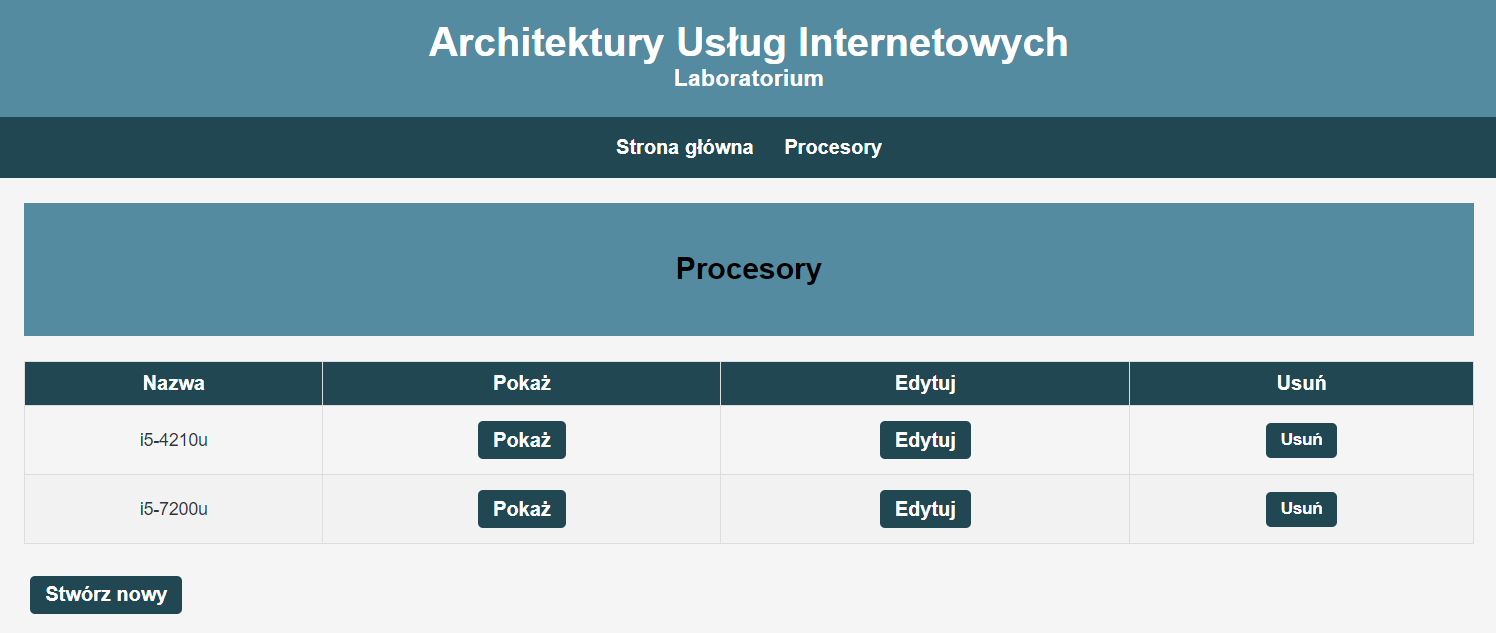 Architektury Usług Internetowych
Laboratorium
Strona główna Procesory
Procesory
Nazwa Pokaż Edytuj Usuń
i5-4210u Pokaż Edytuj Usuń
i5-7200u Pokaż Edytuj Usuń
Stwórz nowy